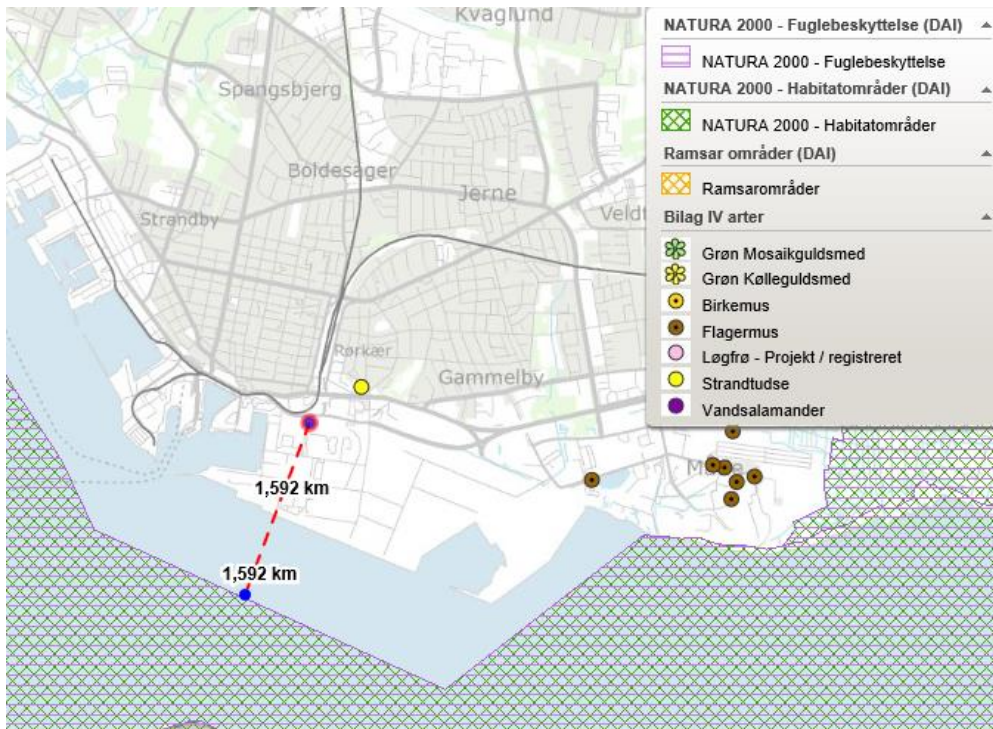 Kvaglund
Spangsbjerg
Boldesager
Jerne
Strandby
Rørkær
Gammelby
1,592 km
1,592 km
NATURA 2000 - Fuglebeskyttelse (DAI)
NATURA 2000 - Fuglebeskyttelse
NATURA 2000 - Habitatområder (DAI)
NATURA 2000 - Habitatområder
Ramsar områder (DAI)
Ramsarområder
Bilag IV arter
Grøn Mosaikguldsmed
Grøn Kølleguldsmed
Birkemus
Flagermus
Løgfrø - Projekt / registreret
Strandtudse
Vandsalamander